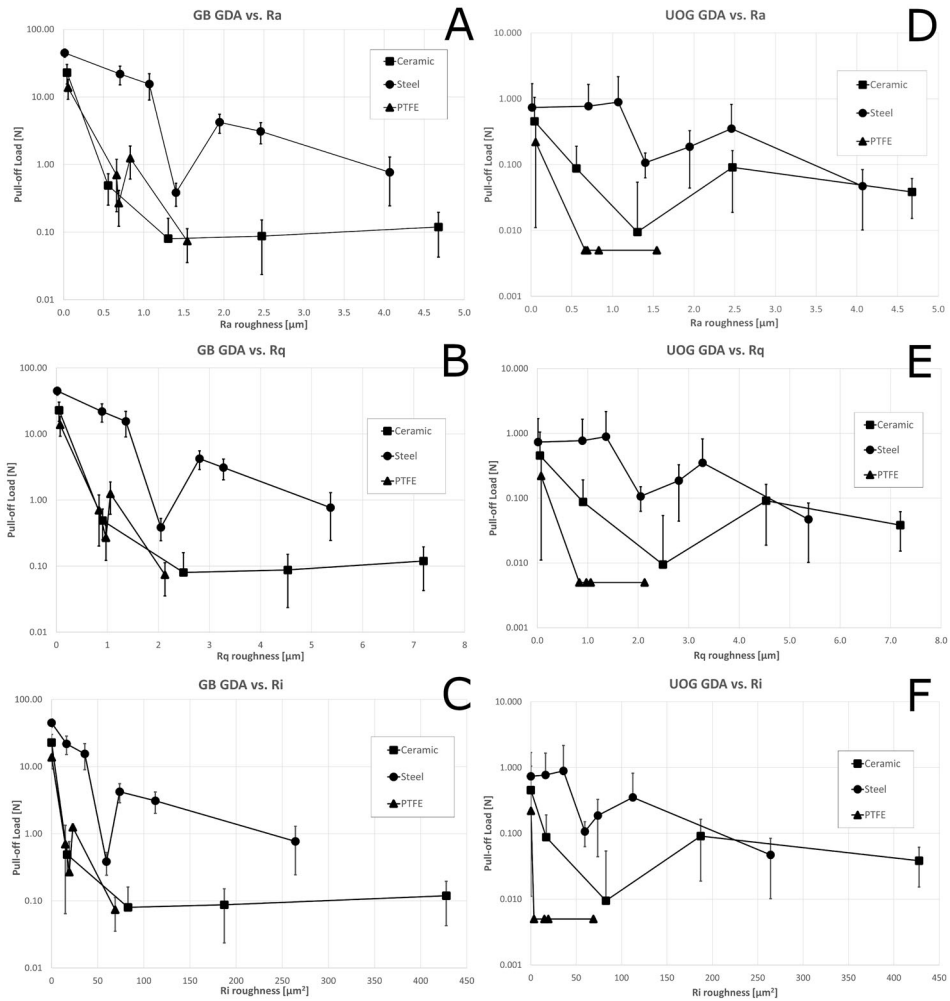 GB GDA vs. Ra
A
100.00
10.00
1.00
0.10
0.01
Pull-off Load [N]
Ceramic
Steel
PTFE
0.0 0.5 1.0 1.5 2.0 2.5 3.0 3.5 4.0 4.5 5.0
Ra roughness [µm]
UOG GDA vs. Ra
D
10.000
1.000
0.100
0.010
0.001
Pull-off Load [N]
Ceramic
Steel
PTFE
0.0 0.5 1.0 1.5 2.0 2.5 3.0 3.5 4.0 4.5 5.0
Ra roughness [µm]
GB GDA vs. Rq
B
100.00
10.00
1.00
0.10
0.01
Pull-off Load [N]
Ceramic
Steel
PTFE
0 1 2 3 4 5 6 7 8
Rq roughness [µm]
UOG GDA vs. Rq
E
10.000
1.000
0.100
0.010
0.001
Pull-off Load [N]
Ceramic
Steel
PTFE
0.0 1.0 2.0 3.0 4.0 5.0 6.0 7.0 8.0
Rq roughness [µm]
GB GDA vs. Ri
C
100.00
10.00
1.00
0.10
0.01
Pull-off Load [N]
Ceramic
Steel
PTFE
0 50 100 150 200 250 300 350 400 450
Ri roughness [µm²]
UOG GDA vs. Ri
F
10.000
1.000
0.100
0.010
0.001
Pull-off Load [N]
Ceramic
Steel
PTFE
0 50 100 150 200 250 300 350 400 450
Ri roughness [µm²]